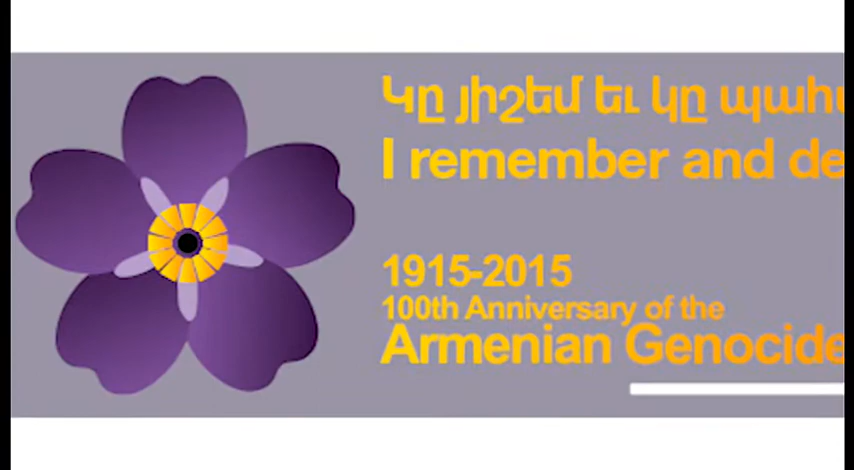 Կը յիշեմ եւ կը
I remember and
1915-2015
100th Anniversary of the
Armenian Genocide